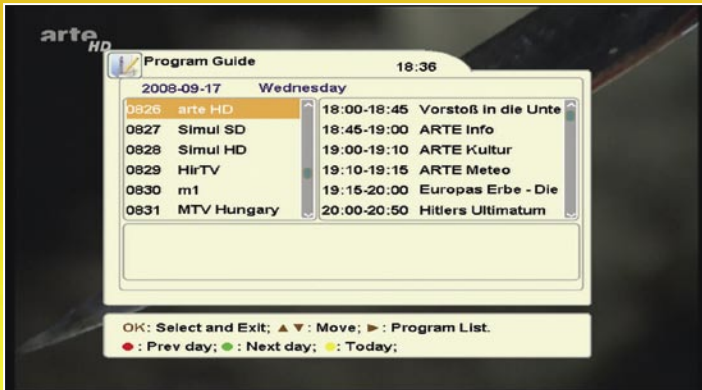 arte HD
Program Guide 18:36
2008-09-17 Wednesday
0826 arte HD 18:00-18:45 Vorstoß in die Unte
0827 Simul SD 18:45-19:00 ARTE Info
0828 Simul HD 19:00-19:10 ARTE Kultur
0829 HirTV 19:10-19:15 ARTE Meteo
0830 m1 19:15-20:00 Europas Erbe - Die
0831 MTV Hungary 20:00-20:50 Hitlers Ultimatum
OK: Select and Exit; ▲ ▼: Move; ►: Program List.
●: Prev day; ●: Next day; ●: Today;